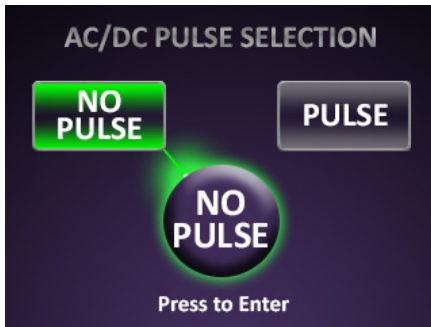 AC/DC PULSE SELECTION
NO
PULSE
PULSE
NO
PULSE
Press to Enter